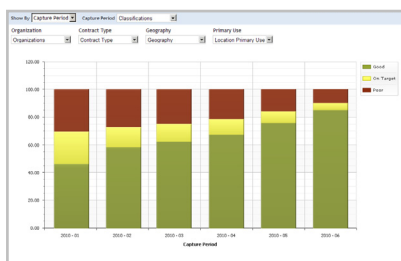 Show By Capture Period Capture Period Classifications
Organization Contract Type Geography Primary Use
Organizations Contract Type Geography Location Primary Use
120.00
100.00
80.00
60.00
40.00
20.00
0.00
Good
On Target
Poor
2010 - 01 2010 - 02 2010 - 03 2010 - 04 2010 - 05 2010 - 06
Capture Period